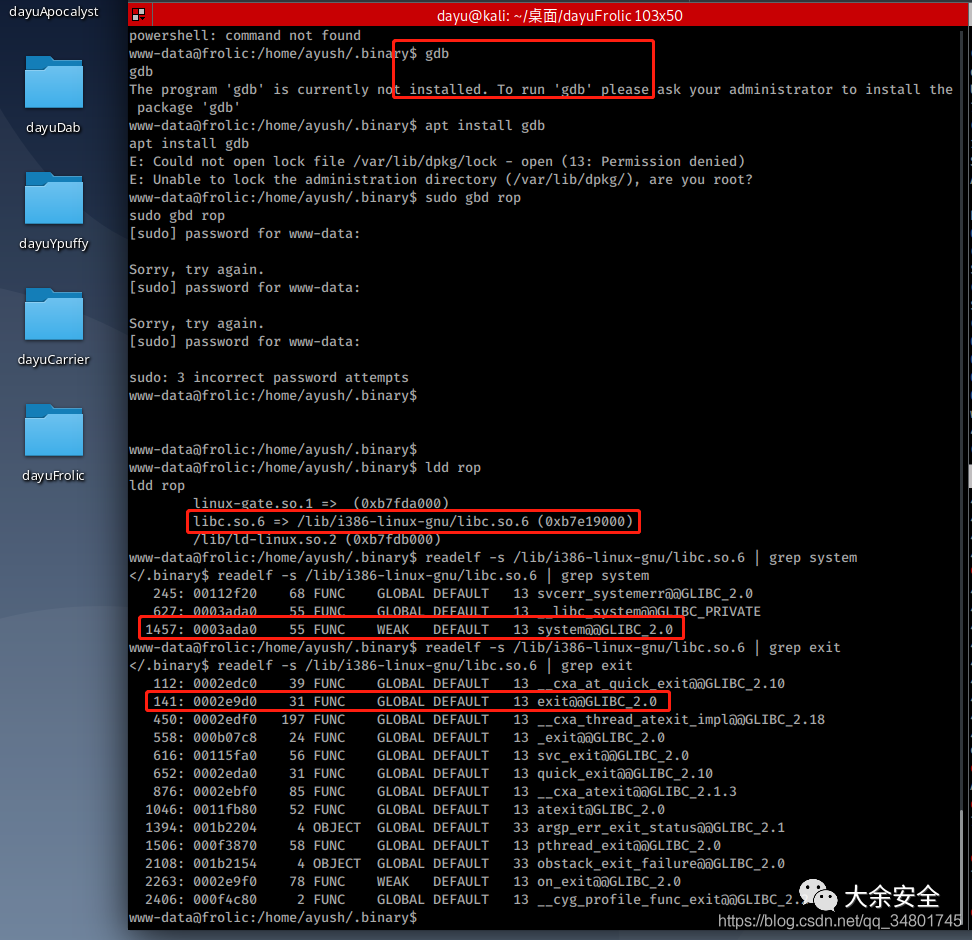 dayuApocalyst
dayuDab
dayuYpuffy
dayuCarrier
dayuFrolic
dayu@kali: ~/桌面/dayuFrolic 103x50
powershell: command not found
www-data@frolic:/home/ayush/.binary$ gdb
gdb
The program 'gdb' is currently not installed. To run 'gdb' please ask your administrator to install the
 package 'gdb'
www-data@frolic:/home/ayush/.binary$ apt install gdb
apt install gdb
E: Could not open lock file /var/lib/dpkg/lock - open (13: Permission denied)
E: Unable to lock the administration directory (/var/lib/dpkg/), are you root?
www-data@frolic:/home/ayush/.binary$ sudo gbd rop
sudo gbd rop
[sudo] password for www-data:
Sorry, try again.
[sudo] password for www-data:
Sorry, try again.
[sudo] password for www-data:
sudo: 3 incorrect password attempts
www-data@frolic:/home/ayush/.binary$
www-data@frolic:/home/ayush/.binary$
www-data@frolic:/home/ayush/.binary$ ldd rop
ldd rop
linux-gate.so.1 =>  (0xb7fda000)
libc.so.6 => /lib/i386-linux-gnu/libc.so.6 (0xb7e19000)
/lib/ld-linux.so.2 (0xb7fdb000)
www-data@frolic:/home/ayush/.binary$ readelf -s /lib/i386-linux-gnu/libc.so.6 | grep system
</.binary$ readelf -s /lib/i386-linux-gnu/libc.so.6 | grep system
245: 00112f20    68 FUNC    GLOBAL DEFAULT   13 svcerr_systemerr@@GLIBC_2.0
627: 0003ada0    55 FUNC    GLOBAL DEFAULT   13 __libc_system@@GLIBC_PRIVATE
1457: 0003ada0    55 FUNC    WEAK   DEFAULT   13 system@@GLIBC_2.0
www-data@frolic:/home/ayush/.binary$ readelf -s /lib/i386-linux-gnu/libc.so.6 | grep exit
</.binary$ readelf -s /lib/i386-linux-gnu/libc.so.6 | grep exit
112: 0002edc0    39 FUNC    GLOBAL DEFAULT   13 __cxa_at_quick_exit@@GLIBC_2.10
141: 0002e9d0    31 FUNC    GLOBAL DEFAULT   13 exit@@GLIBC_2.0
450: 0002edf0   197 FUNC    GLOBAL DEFAULT   13 __cxa_thread_atexit_impl@@GLIBC_2.18
558: 000b07c8    24 FUNC    GLOBAL DEFAULT   13 _exit@@GLIBC_2.0
616: 00115fa0    56 FUNC    GLOBAL DEFAULT   13 svc_exit@@GLIBC_2.0
652: 0002eda0    31 FUNC    GLOBAL DEFAULT   13 quick_exit@@GLIBC_2.10
876: 0002ebf0    85 FUNC    GLOBAL DEFAULT   13 __cxa_atexit@@GLIBC_2.1.3
1046: 0011fb80    52 FUNC    GLOBAL DEFAULT   13 atexit@GLIBC_2.0
1394: 001b2204     4 OBJECT  GLOBAL DEFAULT   33 argp_err_exit_status@@GLIBC_2.1
1506: 000f3870    58 FUNC    GLOBAL DEFAULT   13 pthread_exit@@GLIBC_2.0
2108: 001b2154     4 OBJECT  GLOBAL DEFAULT   33 obstack_exit_failure@@GLIBC_2.0
2263: 0002e9f0    78 FUNC    WEAK   DEFAULT   13 on_exit@@GLIBC_2.0
2406: 000f4c80     2 FUNC    GLOBAL DEFAULT   13 __cyg_profile_func_exit@@GLIBC_2.
www-data@frolic:/home/ayush/.binary$
大余安全
https://blog.csdn.net/qq_34801745